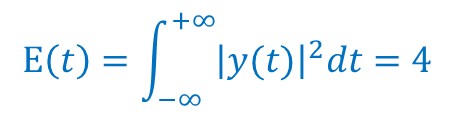 E(t) = ∫_{-∞}^{+∞} |y(t)|² dt = 4